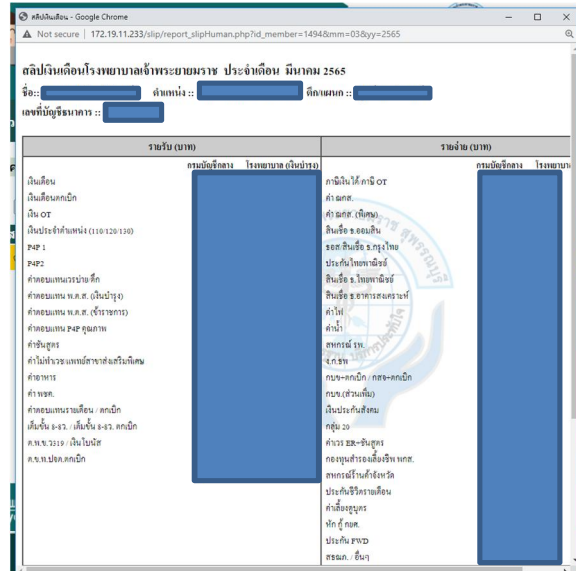 สลิปเงินเดือน - Google Chrome
Not secure | 172.19.11.233/slip/report_slipHuman.php?id_member=1494&mm=03&yy=2565
สลิปเงินเดือนโรงพยาบาลเจ้าพระยายมราช ประจำเดือน มีนาคม 2565
ชื่อ:: ตำแหน่ง :: ตึก/แผนก ::
เลขที่บัญชีธนาคาร ::
รายรับ (บาท)
กรมบัญชีกลาง โรงพยาบาล (เงินบำรุง)
เงินเดือน
เงินเดือนตกเบิก
เงิน OT
เงินประจำตำแหน่ง (110/120/130)
P4P 1
P4P2
ค่าตอบแทนเวรบ่าย/ดึก
ค่าตอบแทน พ.ต.ส. (เงินบำรุง)
ค่าตอบแทน พ.ต.ส. (ข้าราชการ)
ค่าตอบแทน P4P คุณภาพ
ค่าชันสูตร
ค่าไม่ทำเวชแพทย์สาขาส่งเสริมพิเศษ
ค่าอาหาร
ค่า พชต.
ค่าตอบแทนรายเดือน / ตกเบิก
เต็มขั้น 8-8ว. / เต็มขั้น 8-8ว. ตกเบิก
ต.พ.ข.ว319 / เงินโบนัส
ต.ข.ท.ปจต.ตกเบิก
รายจ่าย (บาท)
กรมบัญชีกลาง โรงพยาบา
ภาษีเงินได้/ภาษี OT
ค่า ฌกส.
ค่า ฌกส. (พิเศษ)
สินเชื่อ ธ.ออมสิน
ธอส/สินเชื่อ ธ.กรุงไทย
ประกันไทยพาณิชย์
สินเชื่อ ธ.ไทยพาณิชย์
สินเชื่อ ธ.อาคารสงเคราะห์
ค่าไฟ
ค่าน้ำ
สหกรณ์ รพ.
ง.ก.ธพ
กบข+ตกเบิก / กสจ+ตกเบิก
กบข.(ส่วนเพิ่ม)
เงินประกันสังคม
กลุ่ม 20
ค่าเวร ER+ชันสูตร
กองทุนสำรองเลี้ยงชีพ พกส.
สหกรณ์ร้านค้าจังหวัด
ประกันชีวิตรายเดือน
ค่าเลี้ยงดูบุตร
หัก กู้ กยศ.
ประกัน FWD
สธฌภ. / อื่นๆ